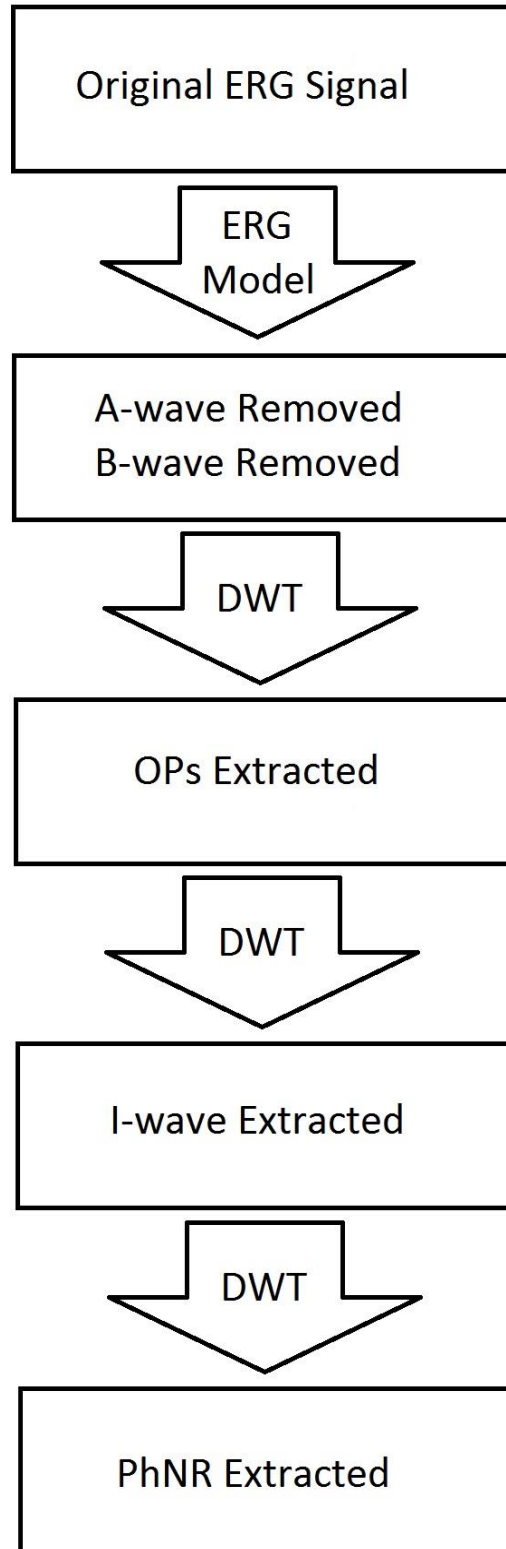 Original ERG Signal
ERG
Model
A-wave Removed
B-wave Removed
DWT
OPs Extracted
DWT
I-wave Extracted
DWT
PhNR Extracted